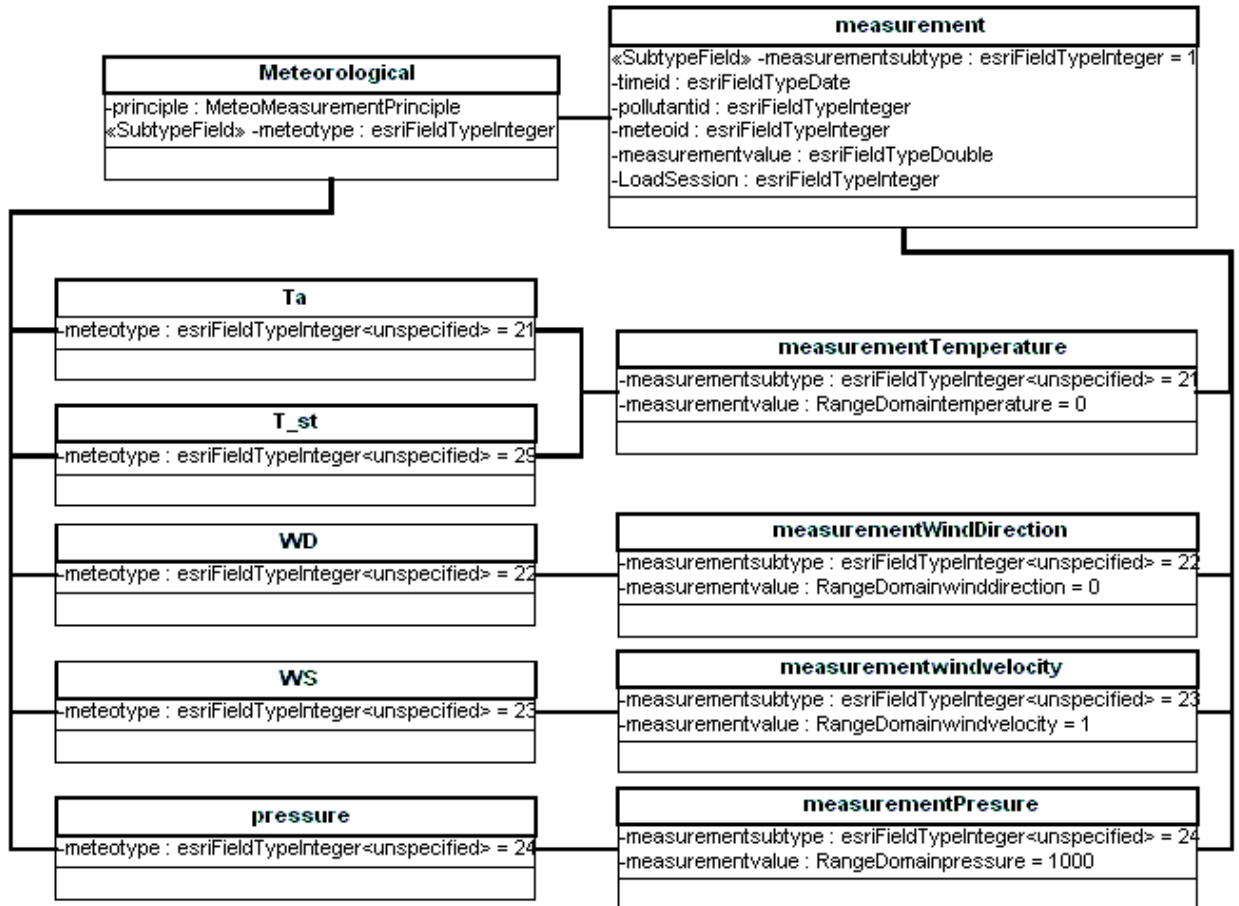 Meteorological
-principle : MeteoMeasurementPrinciple
«SubtypeField» -meteotype : esriFieldTypeInteger
measurement
«SubtypeField» -measurementsubtype : esriFieldTypeInteger = 1
-timeid : esriFieldTypeDate
-pollutantid : esriFieldTypeInteger
-meteoid : esriFieldTypeInteger
-measurementvalue : esriFieldTypeDouble
-LoadSession : esriFieldTypeInteger
Ta
-meteotype : esriFieldTypeInteger<unspecified> = 21
T_st
-meteotype : esriFieldTypeInteger<unspecified> = 29
measurementTemperature
-measurementsubtype : esriFieldTypeInteger<unspecified> = 21
-measurementvalue : RangeDomaintemperature = 0
WD
-meteotype : esriFieldTypeInteger<unspecified> = 22
measurementWindDirection
-measurementsubtype : esriFieldTypeInteger<unspecified> = 22
-measurementvalue : RangeDomainwinddirection = 0
WS
-meteotype : esriFieldTypeInteger<unspecified> = 23
measurementwindvelocity
-measurementsubtype : esriFieldTypeInteger<unspecified> = 23
-measurementvalue : RangeDomainwindvelocity = 1
pressure
-meteotype : esriFieldTypeInteger<unspecified> = 24
measurementPresure
-measurementsubtype : esriFieldTypeInteger<unspecified> = 24
-measurementvalue : RangeDomainpressure = 1000